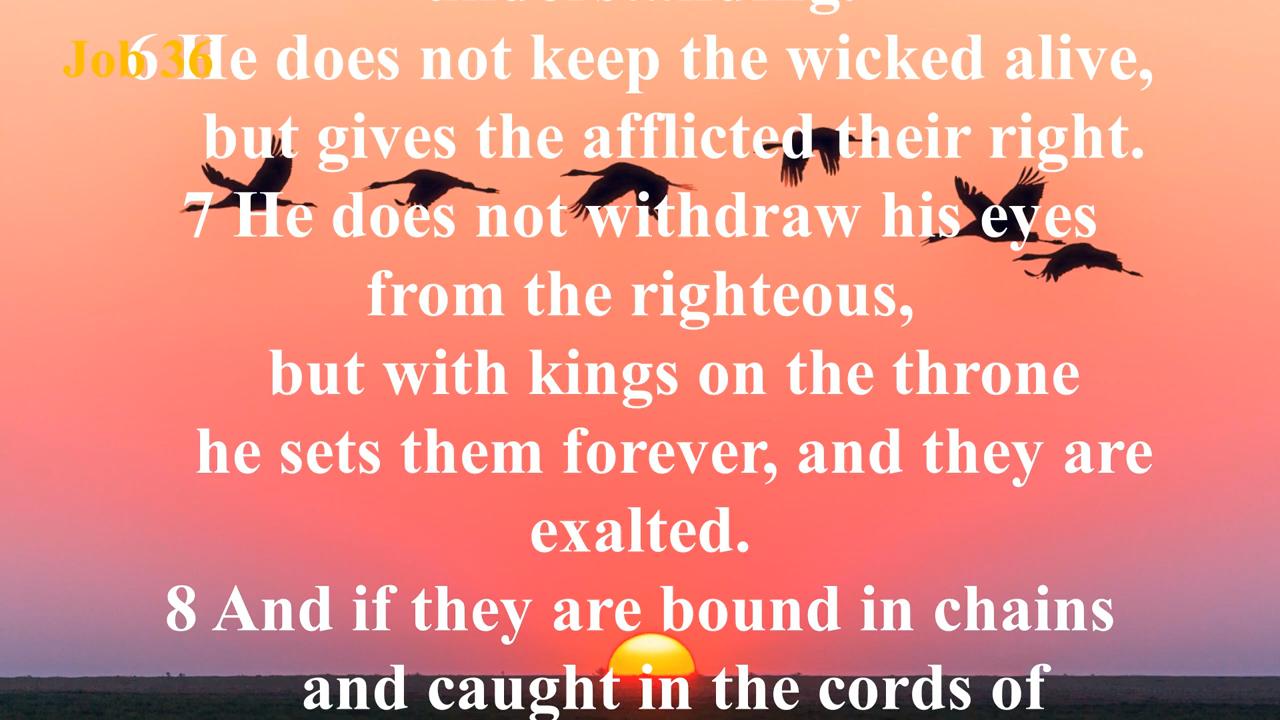 understanding.
Job 36
6 He does not keep the wicked alive,
but gives the afflicted their right.
7 He does not withdraw his eyes
from the righteous,
but with kings on the throne
he sets them forever, and they are
exalted.
8 And if they are bound in chains
and caught in the cords of